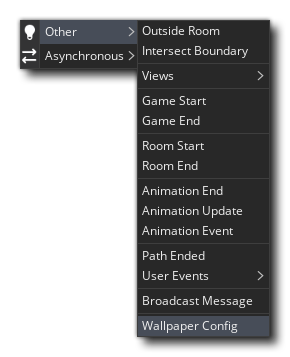 Other
Asynchronous
Outside Room
Intersect Boundary
Views
Game Start
Game End
Room Start
Room End
Animation End
Animation Update
Animation Event
Path Ended
User Events
Broadcast Message
Wallpaper Config